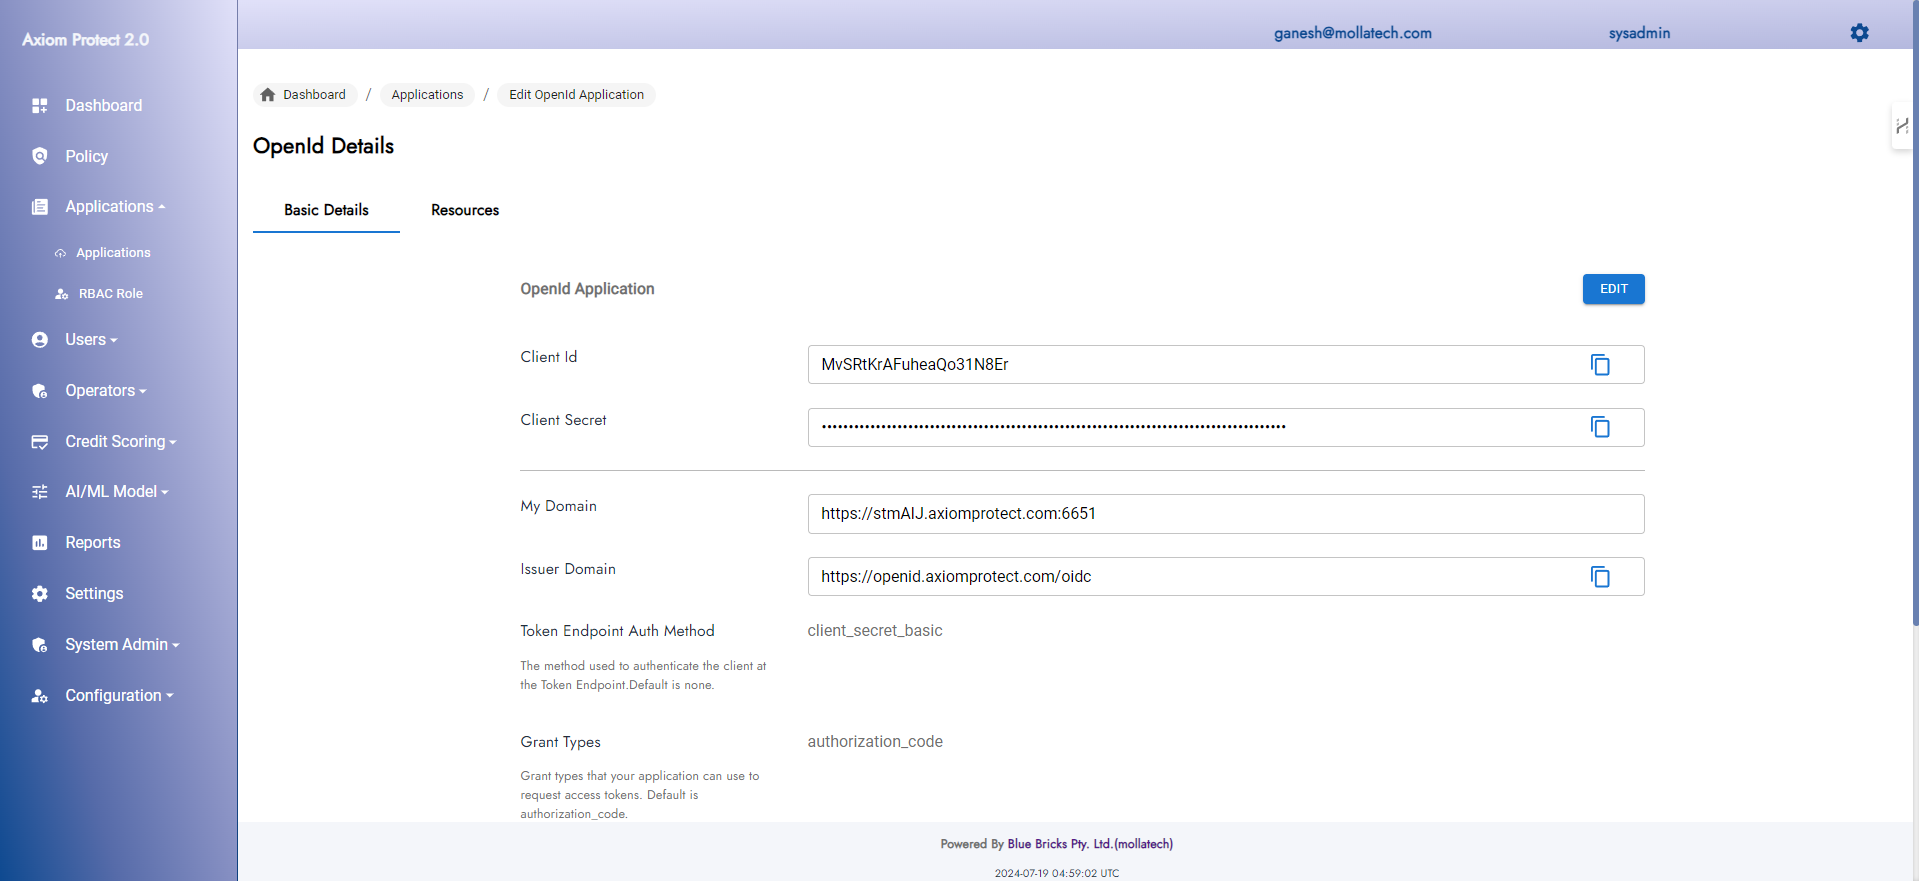 Axiom Protect 2.0
ganesh@mollatech.com
sysadmin
Dashboard
Policy
Applications
Applications
RBAC Role
Users
Operators
Credit Scoring
AI/ML Model
Reports
Settings
System Admin
Configuration
Dashboard / Applications / Edit OpenId Application
OpenId Details
Basic Details
Resources
OpenId Application
EDIT
Client Id
MvSRtKrAFuheaQo31N8Er
Client Secret
My Domain
https://stmAIJ.axiomprotect.com:6651
Issuer Domain
https://openid.axiomprotect.com/oidc
Token Endpoint Auth Method
client_secret_basic
The method used to authenticate the client at
the Token Endpoint.Default is none.
Grant Types
authorization_code
Grant types that your application can use to
request access tokens. Default is
authorization_code.
Powered By Blue Bricks Pty. Ltd.(mollatech)
2024-07-19 04:59:02 UTC